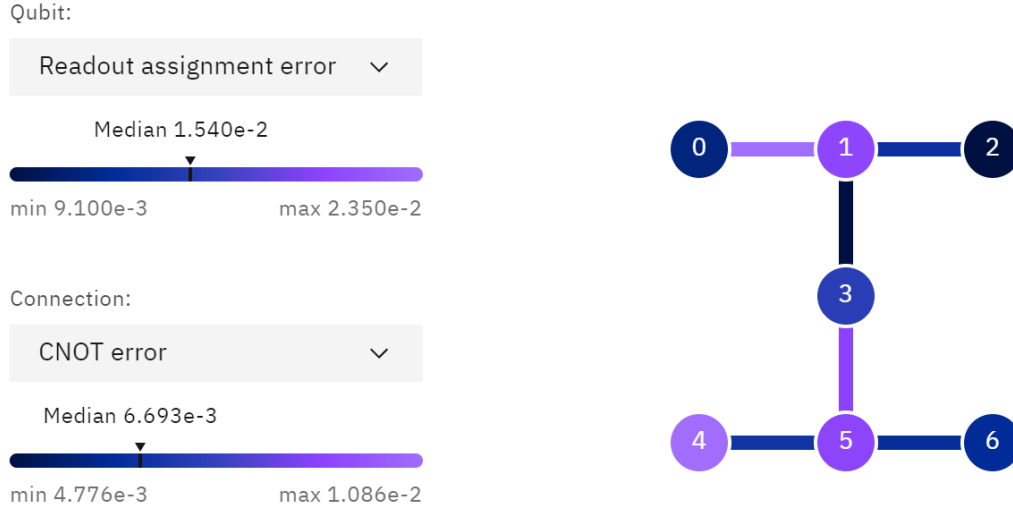 Qubit:
Readout assignment error
Median 1.540e-2
min 9.100e-3 max 2.350e-2
Connection:
CNOT error
Median 6.693e-3
min 4.776e-3 max 1.086e-2
0 1 2
3
4 5 6